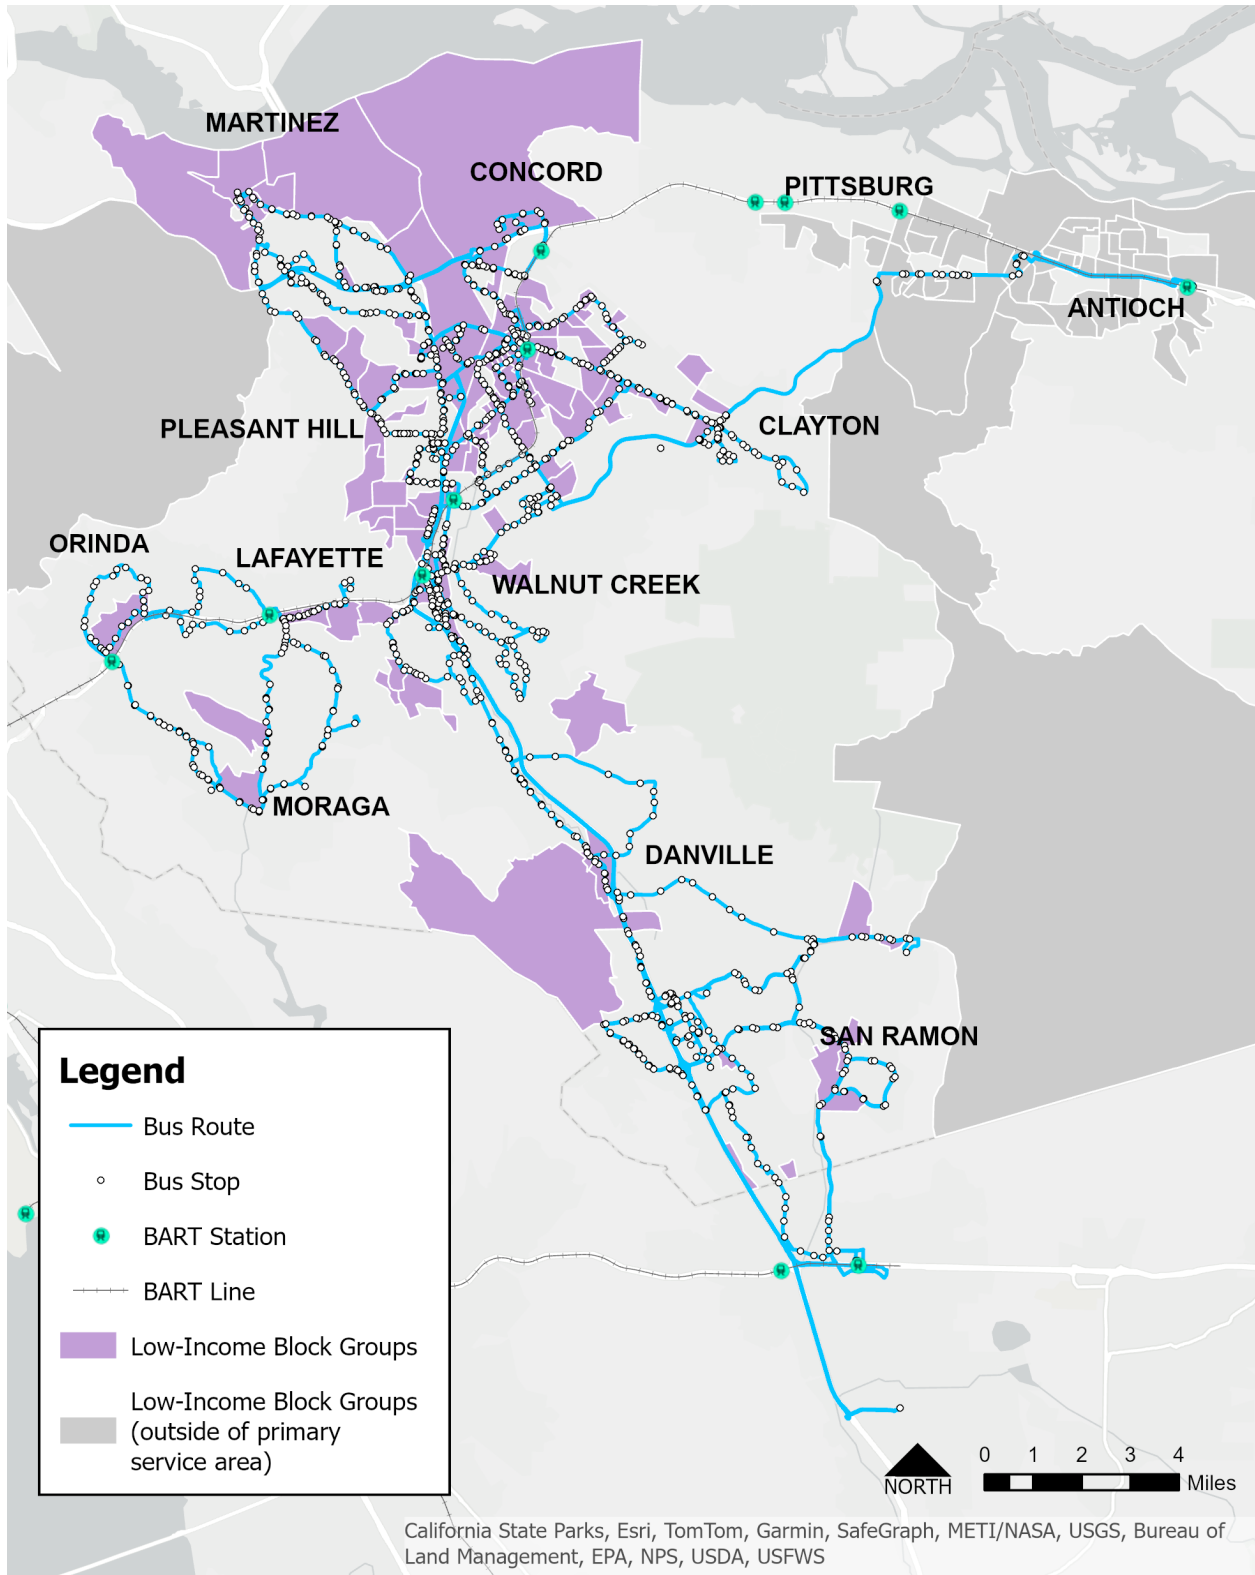 MARTINEZ
CONCORD
PITTSBURG
ANTIOCH
PLEASANT HILL
CLAYTON
ORINDA
LAFAYETTE
WALNUT CREEK
MORAGA
DANVILLE
SAN RAMON
Legend
Bus Route
Bus Stop
BART Station
BART Line
Low-Income Block Groups
Low-Income Block Groups
(outside of primary
service area)
NORTH
0 1 2 3 4
Miles
California State Parks, Esri, TomTom, Garmin, SafeGraph, METI/NASA, USGS, Bureau of
Land Management, EPA, NPS, USDA, USFWS